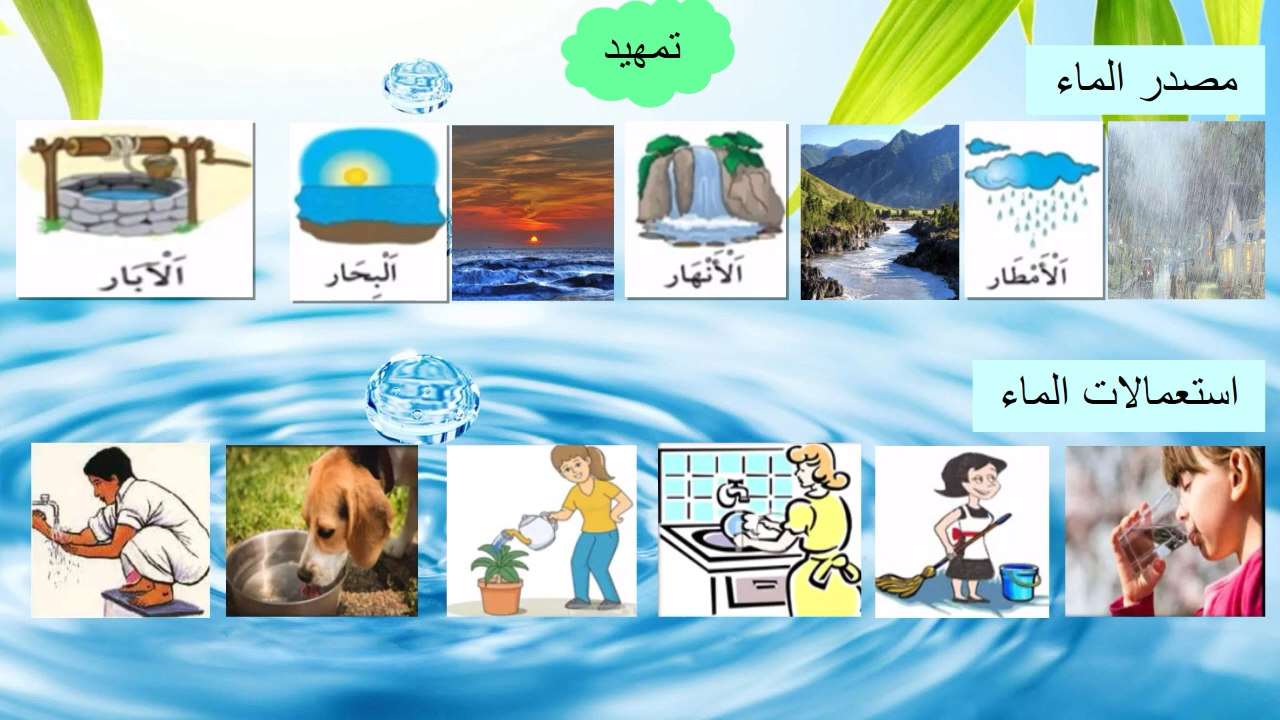 تمهيد
مصدر الماء
اَلْأَمْطَار
اَلْأَنْهَار
اَلْبِحَار
اَلْآبَار
استعمالات الماء